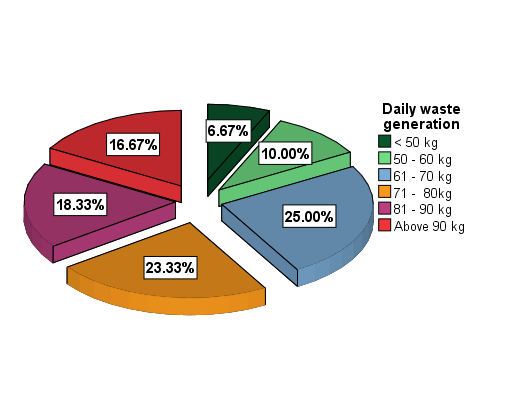 Daily waste
generation
< 50 kg
50 - 60 kg
61 - 70 kg
71 -  80kg
81 - 90 kg
Above 90 kg
6.67%
10.00%
25.00%
23.33%
18.33%
16.67%